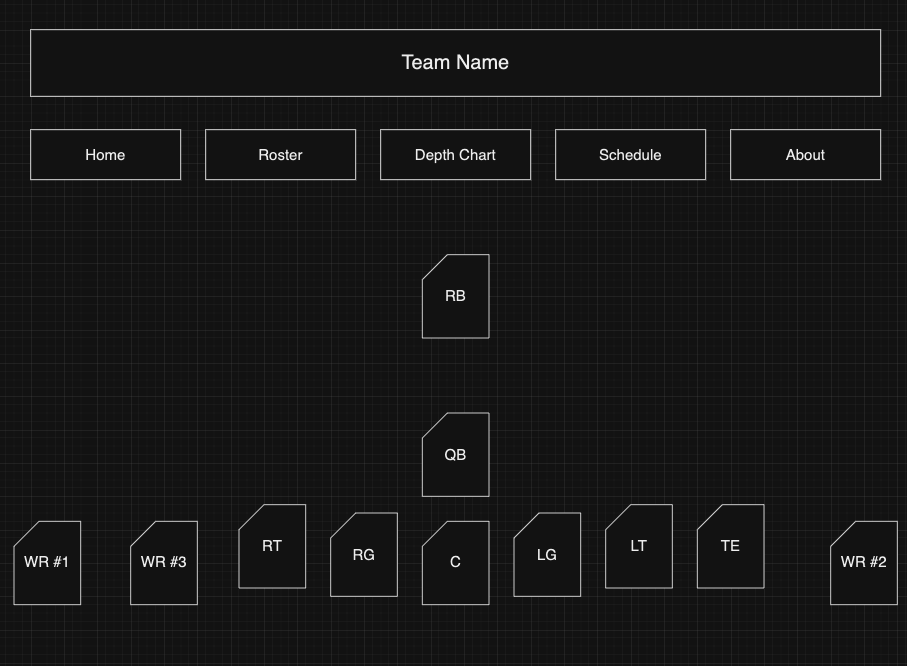 Team Name
Home
Roster
Depth Chart
Schedule
About
RB
QB
WR #1
WR #3
RT
RG
C
LG
LT
TE
WR #2